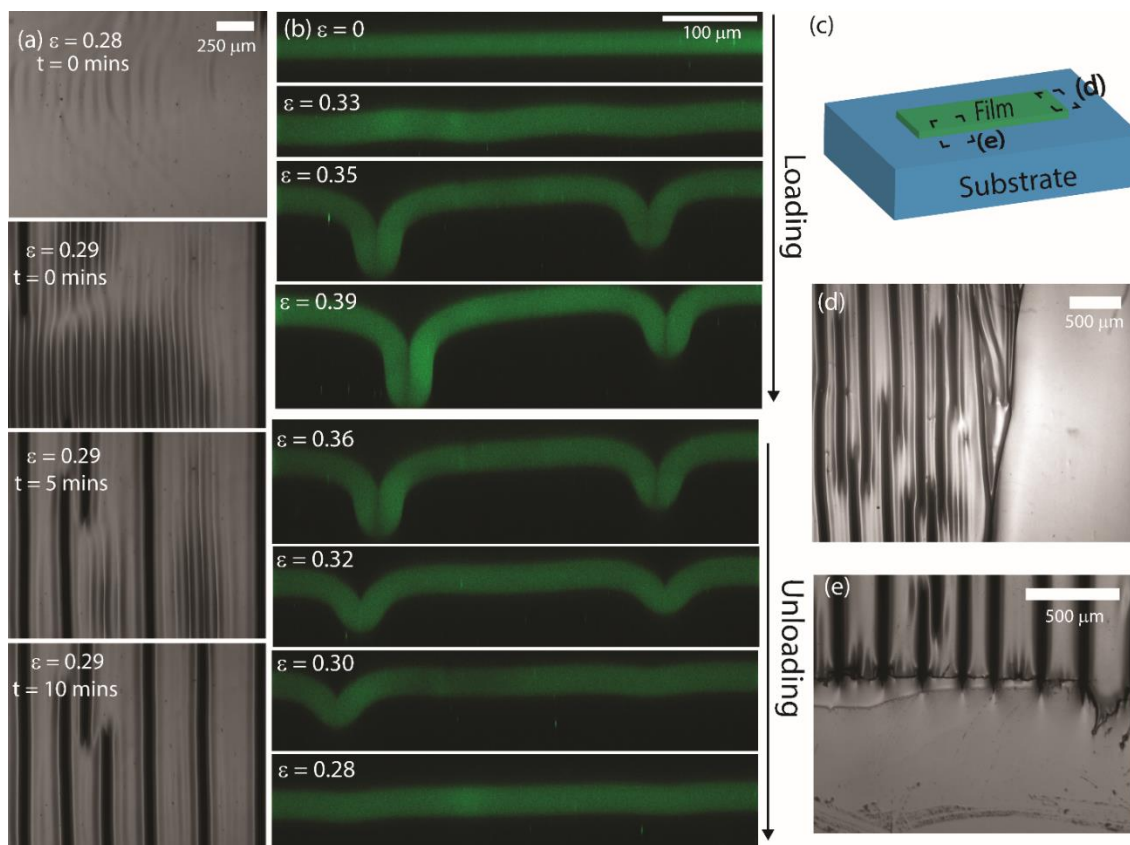 (a) ε = 0.28
t = 0 mins
250 µm
ε = 0.29
t = 0 mins
ε = 0.29
t = 5 mins
ε = 0.29
t = 10 mins
(b) ε = 0
100 µm
ε = 0.33
ε = 0.35
ε = 0.39
Loading
ε = 0.36
ε = 0.32
ε = 0.30
ε = 0.28
Unloading
(c)
Film
(d)
(e)
Substrate
(d)
500 µm
(e)
500 µm